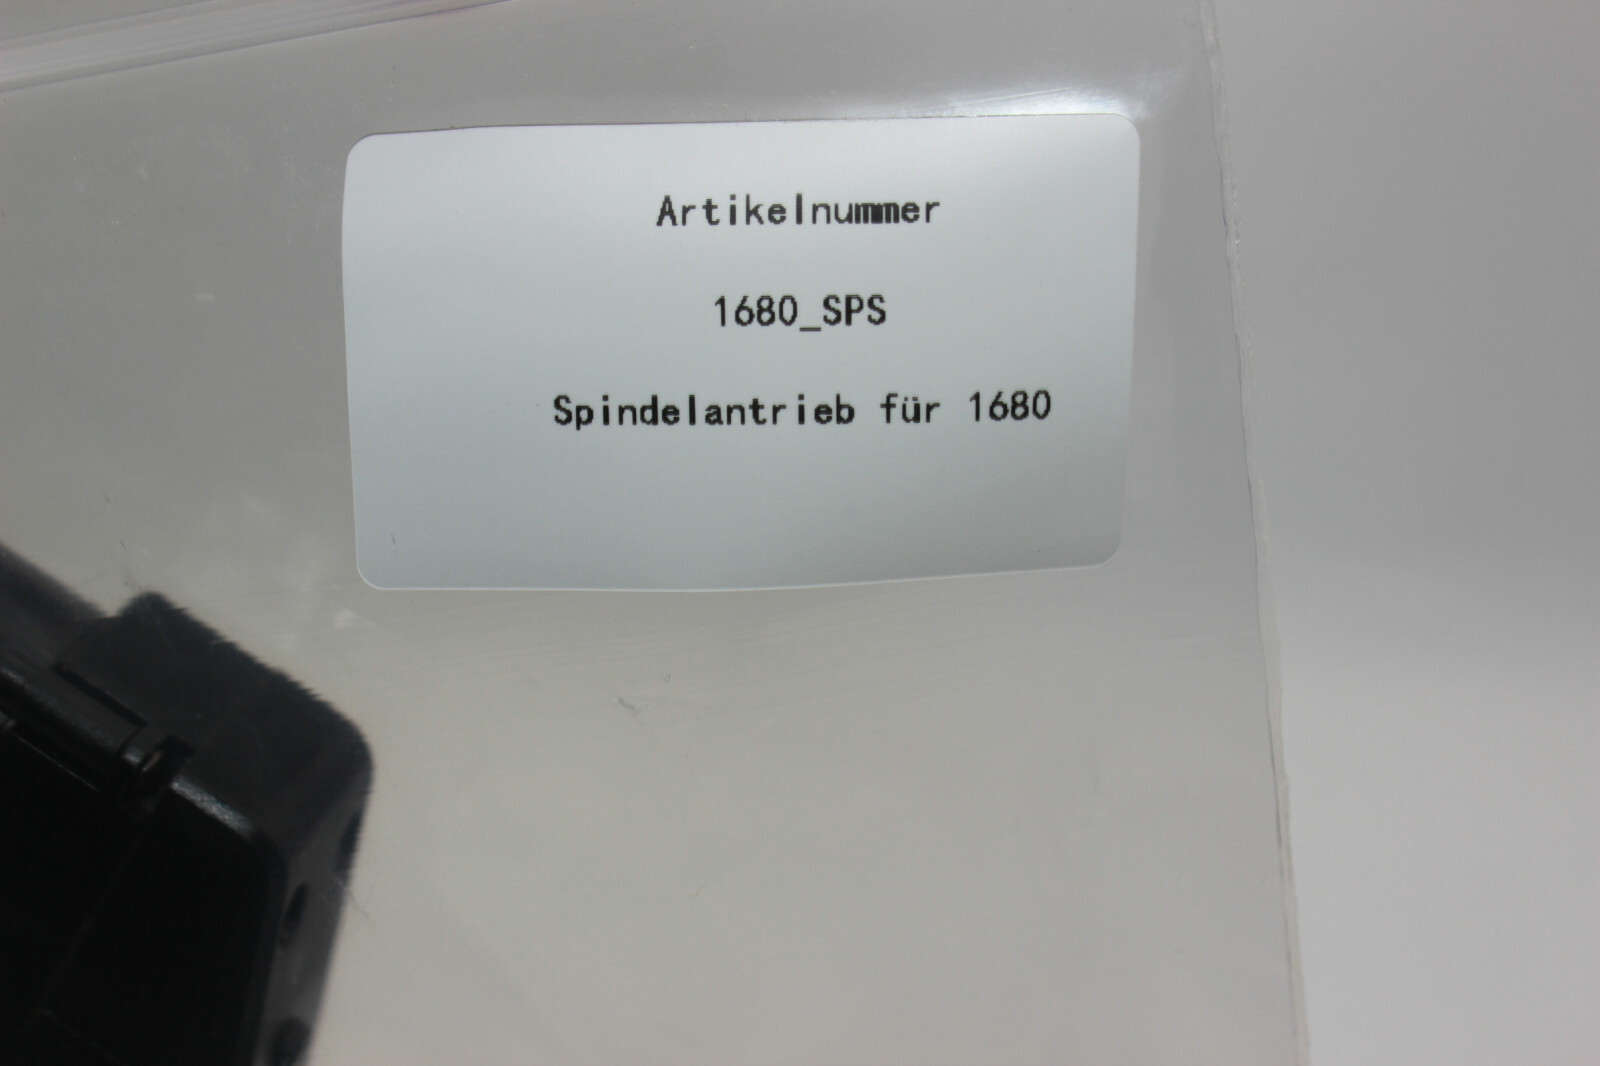 Artikelnummer
1680_SPS
Spindelantrieb für 1680